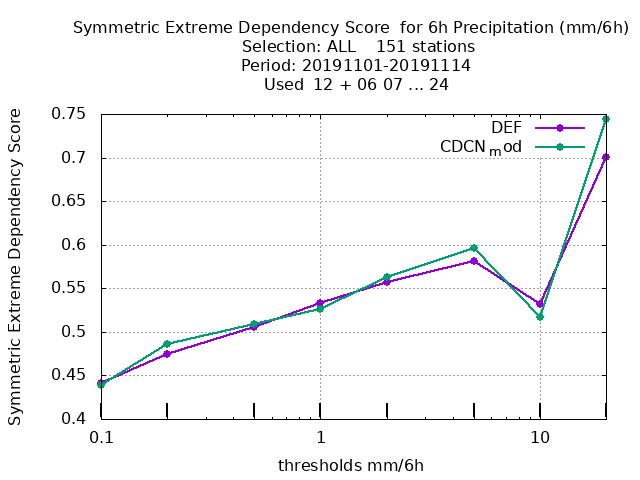 Symmetric Extreme Dependency Score for 6h Precipitation (mm/6h)
Selection: ALL 151 stations
Period: 20191101-20191114
Used 12 + 06 07 ... 24
Symmetric Extreme Dependency Score
0.75
0.7
0.65
0.6
0.55
0.5
0.45
0.4
DEF
CDCNmod
0.1
1
10
thresholds mm/6h